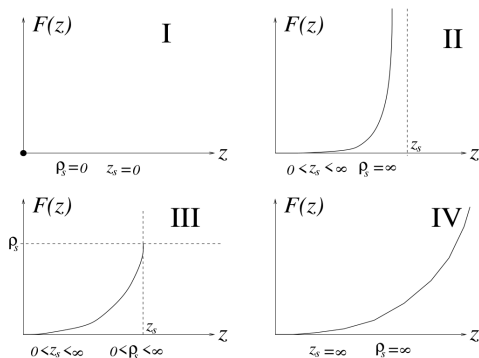 F(z)
I
z
ρs=0 zs=0
F(z)
II
zs
z
0<zs<∞ ρs=∞
F(z)
III
ρs
zs
z
0<zs<∞ 0<ρs<∞
F(z)
IV
z
zs=∞ ρs=∞